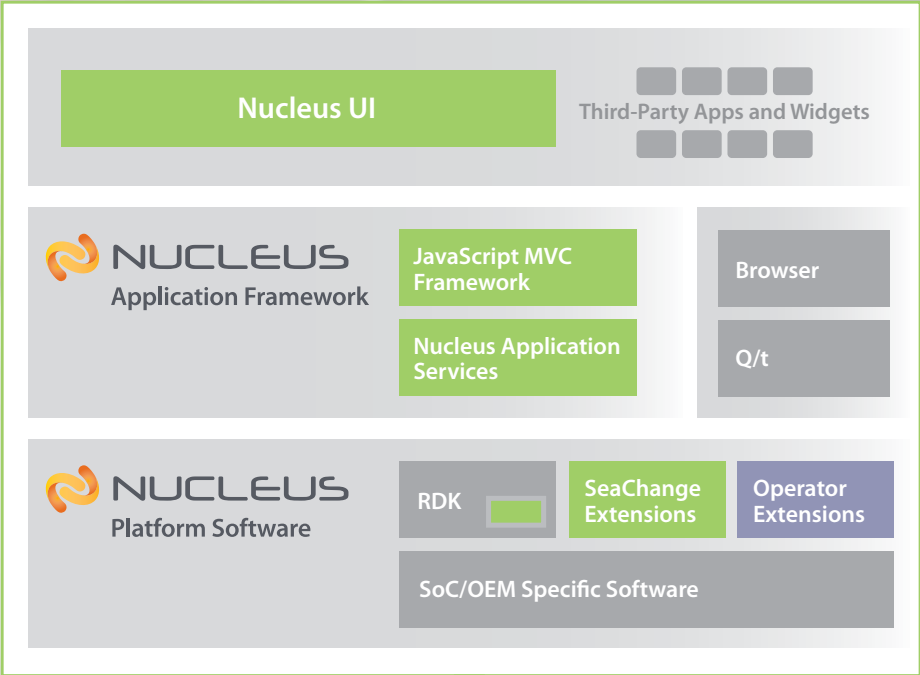 Nucleus UI
Third-Party Apps and Widgets
NUCLEUS
Application Framework
JavaScript MVC
Framework
Nucleus Application
Services
Browser
Q/t
NUCLEUS
Platform Software
RDK
SeaChange
Extensions
Operator
Extensions
SoC/OEM Specific Software